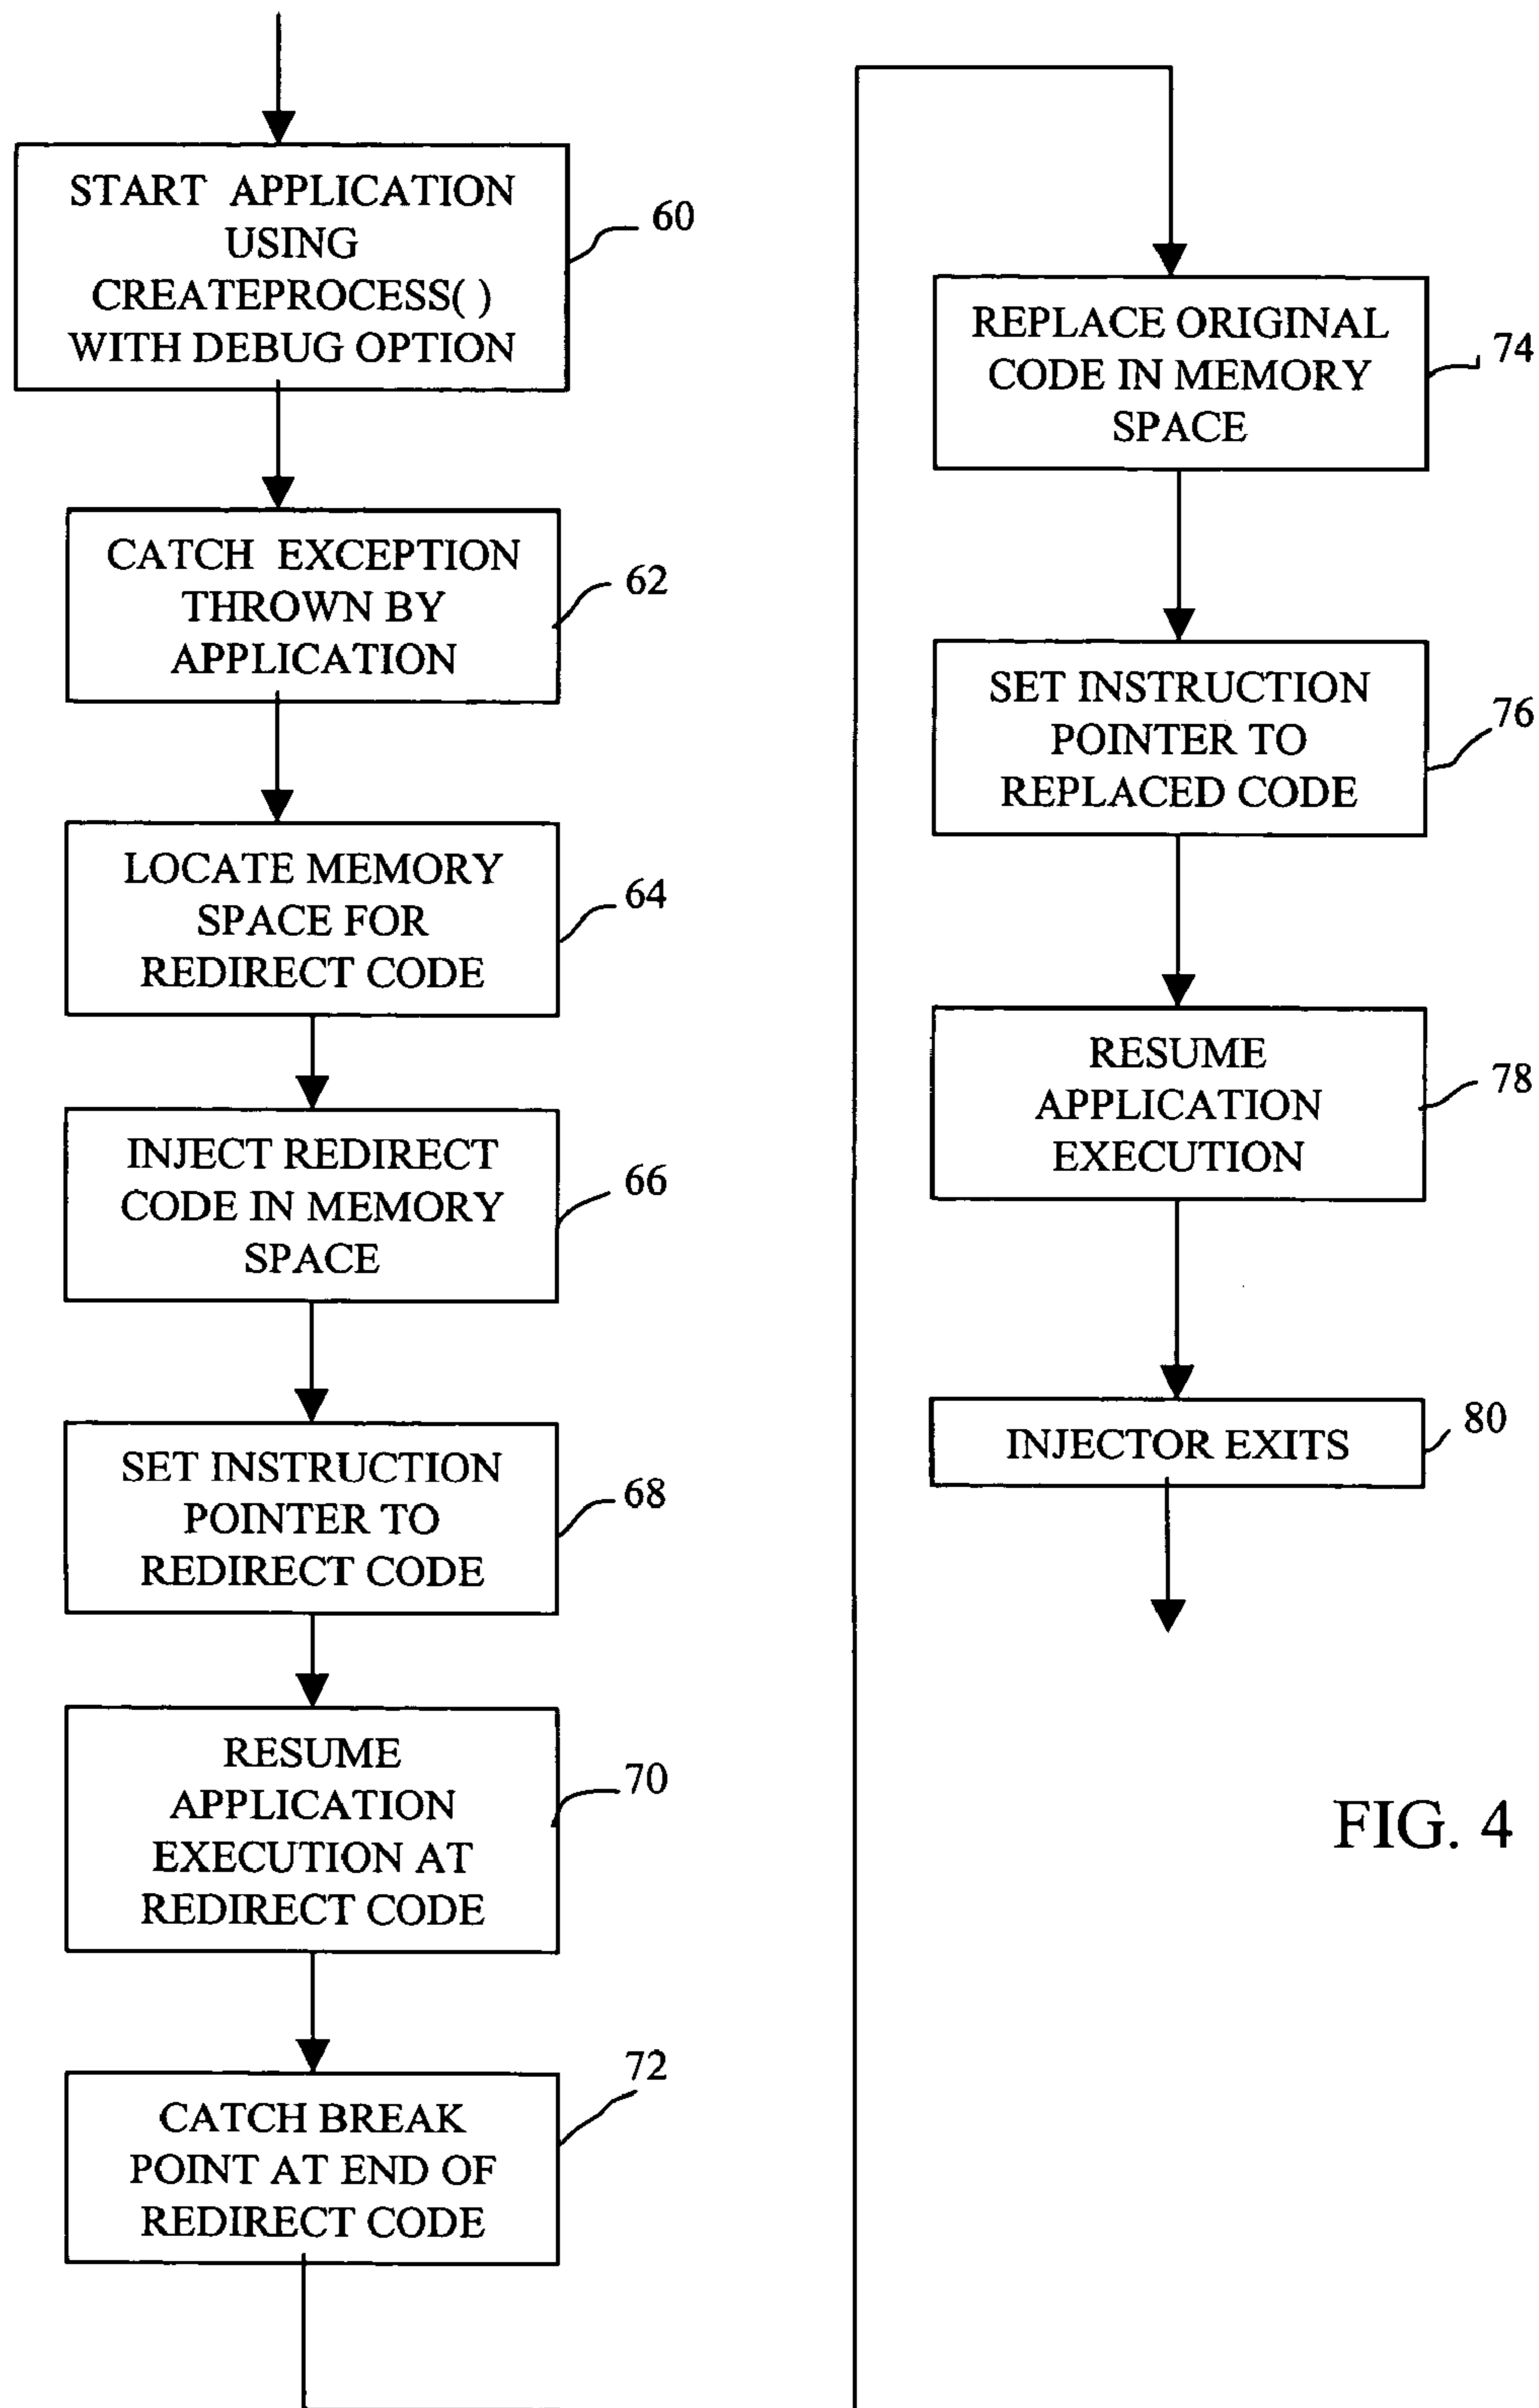 START APPLICATION
USING
CREATEPROCESS( )
WITH DEBUG OPTION
60
CATCH EXCEPTION
THROWN BY
APPLICATION
62
LOCATE MEMORY
SPACE FOR
REDIRECT CODE
64
INJECT REDIRECT
CODE IN MEMORY
SPACE
66
SET INSTRUCTION
POINTER TO
REDIRECT CODE
68
RESUME
APPLICATION
EXECUTION AT
REDIRECT CODE
70
CATCH BREAK
POINT AT END OF
REDIRECT CODE
72
REPLACE ORIGINAL
CODE IN MEMORY
SPACE
74
SET INSTRUCTION
POINTER TO
REPLACED CODE
76
RESUME
APPLICATION
EXECUTION
78
INJECTOR EXITS
80
FIG. 4